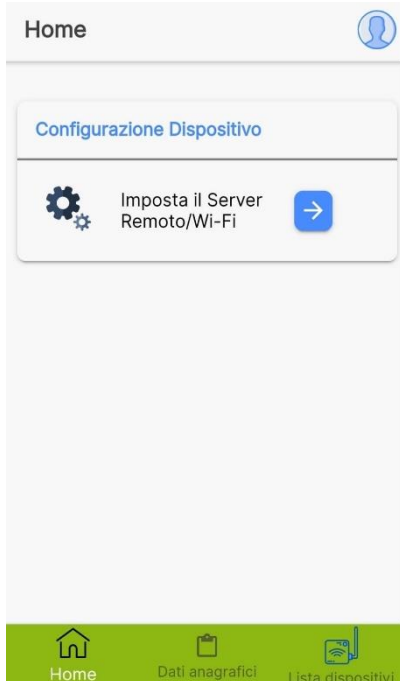 Home
Configurazione Dispositivo
Imposta il Server
Remoto/Wi-Fi
Home
Dati anagrafici
Lista dispositivi